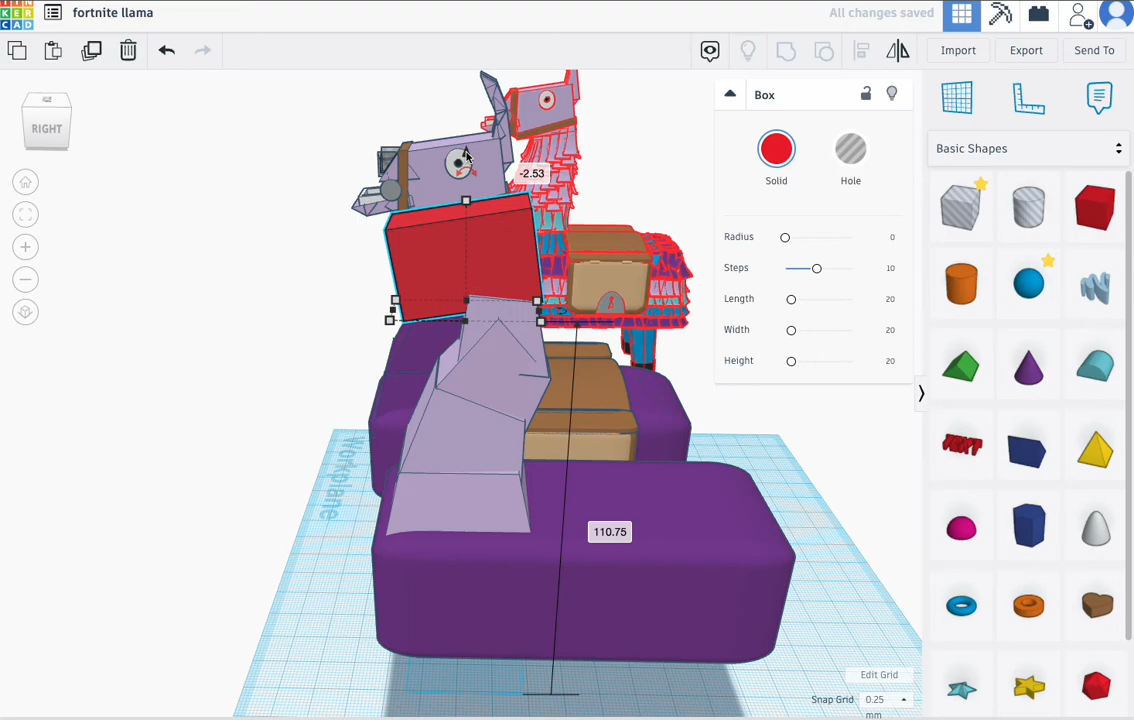 TIN
KER
CAD
fortnite llama
All changes saved
Import
Export
Send To
RIGHT
Box
Solid
Hole
Radius 0
Steps 10
Length 20
Width 20
Height 20
Basic Shapes
-2.53
110.75
Workplane
TEXT
Edit Grid
Snap Grid 0.25
mm